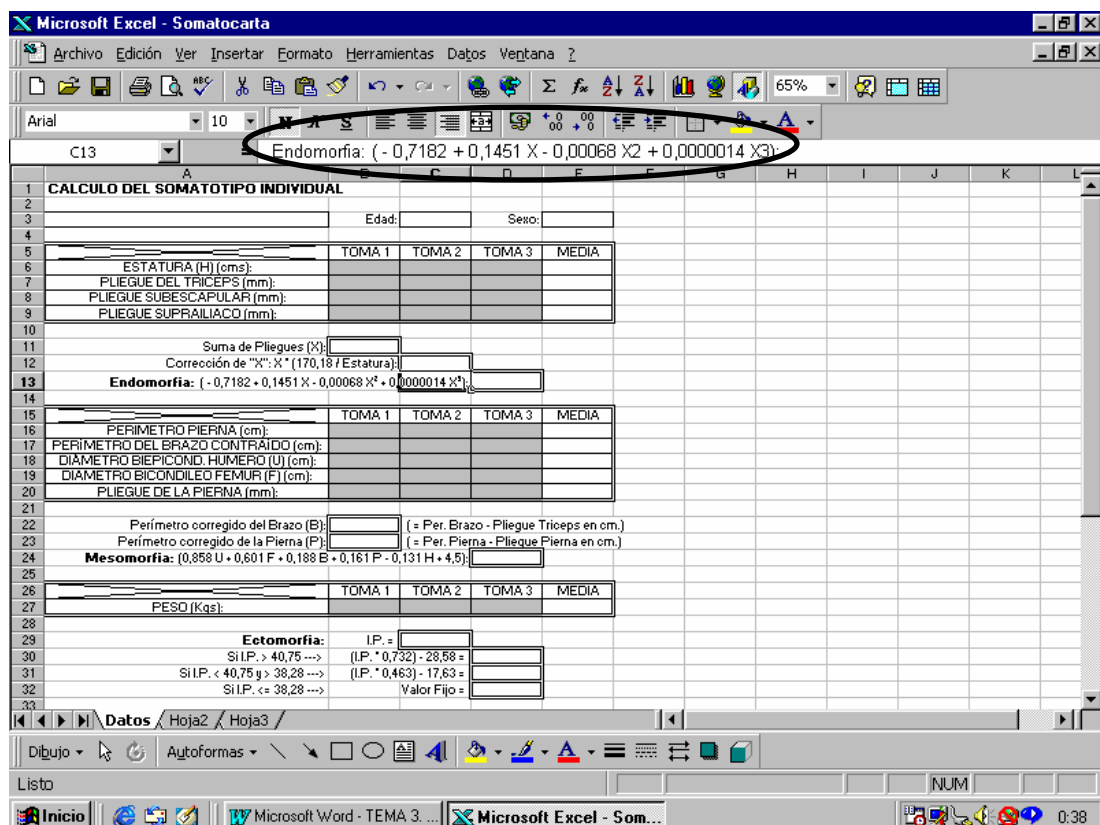 Microsoft Excel - Somatocarta
Archivo Edición Ver Insertar Formato Herramientas Datos Ventana ?
65%
Arial 10 N K S
C13 = Endomorfia: ( - 0,7182 + 0,1451 X - 0,00068 X2 + 0,0000014 X3):
A B C D E F G H I J K L
1 CALCULO DEL SOMATOTIPO INDIVIDUAL
2
3 Edad: Sexo:
4
5 TOMA 1 TOMA 2 TOMA 3 MEDIA
6 ESTATURA (H) (cms):
7 PLIEGUE DEL TRICEPS (mm):
8 PLIEGUE SUBESCAPULAR (mm):
9 PLIEGUE SUPRAILIACO (mm):
10
11 Suma de Pliegues (X):
12 Corrección de "X": X * (170,18 / Estatura):
13 Endomorfia: ( - 0,7182 + 0,1451 X - 0,00068 X² + 0,0000014 X³):
14
15 TOMA 1 TOMA 2 TOMA 3 MEDIA
16 PERIMETRO PIERNA (cm):
17 PERÍMETRO DEL BRAZO CONTRAÍDO (cm):
18 DIÁMETRO BIEPICOND. HUMERO (U) (cm):
19 DIAMETRO BICONDILEO FEMUR (F) (cm):
20 PLIEGUE DE LA PIERNA (mm):
21
22 Perímetro corregido del Brazo (B): ( = Per. Brazo - Pliegue Triceps en cm.)
23 Perímetro corregido de la Pierna (P): ( = Per. Pierna - Pliegue Pierna en cm.)
24 Mesomorfia: (0,858 U + 0,601 F + 0,188 B + 0,161 P - 0,131 H + 4,5):
25
26 TOMA 1 TOMA 2 TOMA 3 MEDIA
27 PESO (Kgs):
28
29 Ectomorfia: I.P. =
30 Si I.P. > 40,75 ---> (I.P. * 0,732) - 28,58 =
31 Si I.P. < 40,75 y > 38,28 ---> (I.P. * 0,463) - 17,63 =
32 Si I.P. <= 38,28 ---> Valor Fijo =
33
Datos Hoja2 Hoja3
Dibujo Autoformas
Listo NUM
Inicio Microsoft Word - TEMA 3. ... Microsoft Excel - Som... 0:38